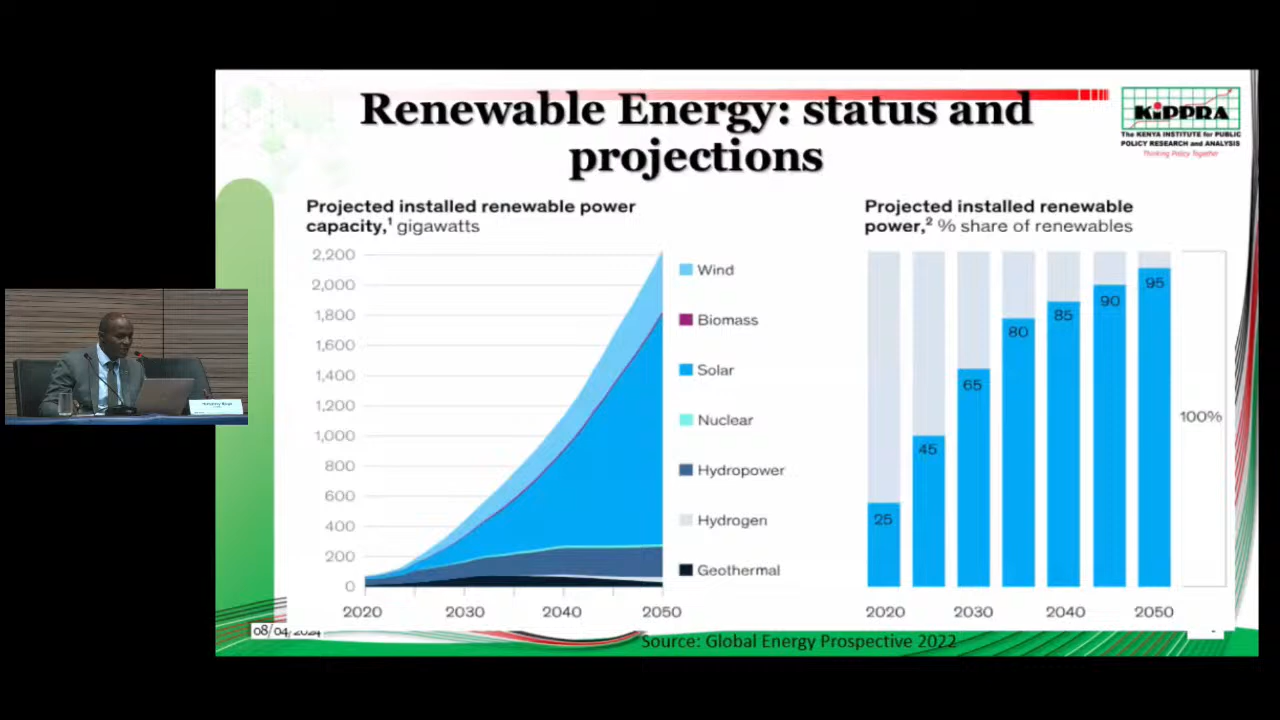 Renewable Energy: status and
projections
KIPPRA
The KENYA INSTITUTE for PUBLIC
POLICY RESEARCH and ANALYSIS
Thinking Policy Together
Projected installed renewable power
capacity,¹ gigawatts
2,200
2,000
1,800
1,600
1,400
1,200
1,000
800
600
400
200
0
2020
2030
2040
2050
Wind
Biomass
Solar
Nuclear
Hydropower
Hydrogen
Geothermal
Projected installed renewable
power,² % share of renewables
25
45
65
80
85
90
95
100%
2020
2030
2040
2050
08/04/2024
Source: Global Energy Prospective 2022